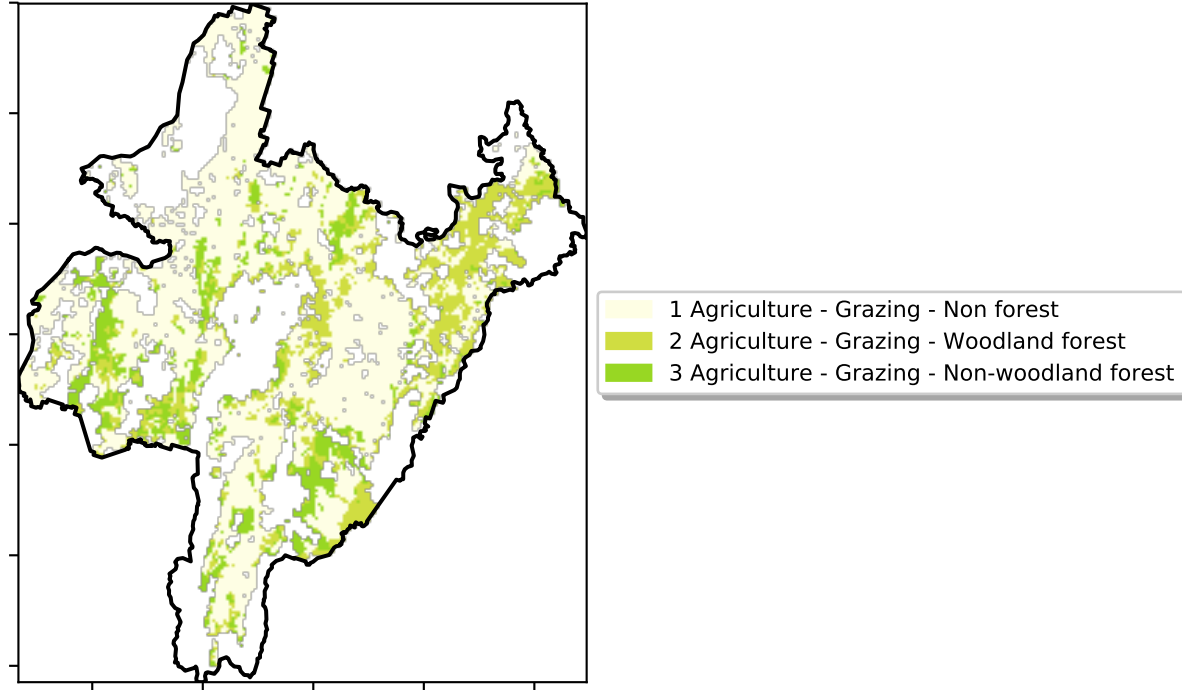 1 Agriculture - Grazing - Non forest
2 Agriculture - Grazing - Woodland forest
3 Agriculture - Grazing - Non-woodland forest